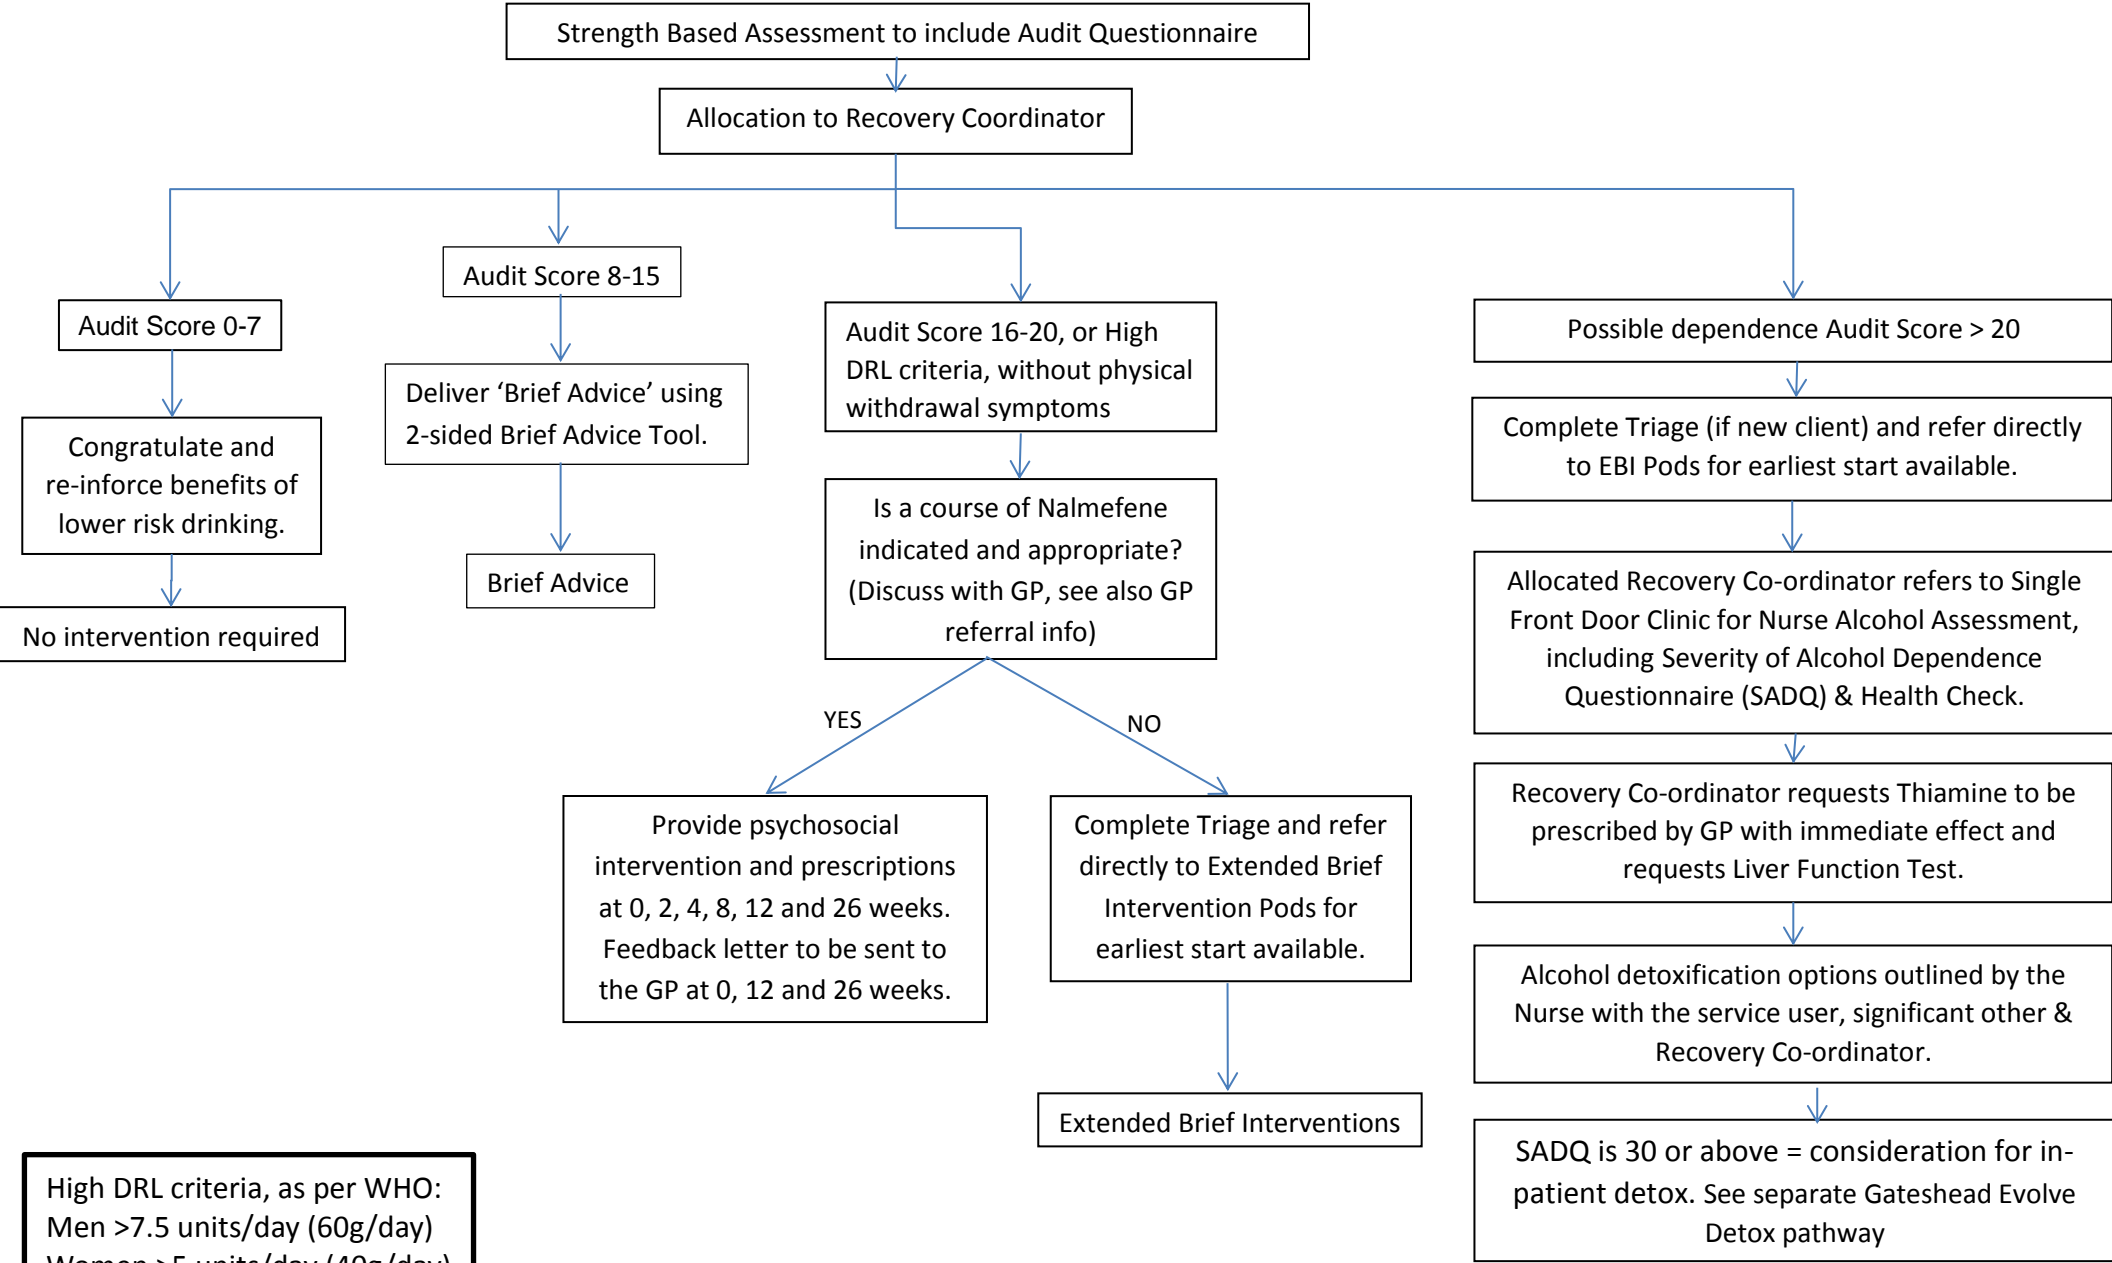 Strength Based Assessment to include Audit Questionnaire
Allocation to Recovery Coordinator
Audit Score 0-7
Congratulate and
re-inforce benefits of
lower risk drinking.
No intervention required
Audit Score 8-15
Deliver ‘Brief Advice’ using
2-sided Brief Advice Tool.
Brief Advice
Audit Score 16-20, or High
DRL criteria, without physical
withdrawal symptoms
Is a course of Nalmefene
indicated and appropriate?
(Discuss with GP, see also GP
referral info)
YES
NO
Provide psychosocial
intervention and prescriptions
at 0, 2, 4, 8, 12 and 26 weeks.
Feedback letter to be sent to
the GP at 0, 12 and 26 weeks.
Complete Triage and refer
directly to Extended Brief
Intervention Pods for
earliest start available.
Extended Brief Interventions
Possible dependence Audit Score > 20
Complete Triage (if new client) and refer directly
to EBI Pods for earliest start available.
Allocated Recovery Co-ordinator refers to Single
Front Door Clinic for Nurse Alcohol Assessment,
including Severity of Alcohol Dependence
Questionnaire (SADQ) & Health Check.
Recovery Co-ordinator requests Thiamine to be
prescribed by GP with immediate effect and
requests Liver Function Test.
Alcohol detoxification options outlined by the
Nurse with the service user, significant other &
Recovery Co-ordinator.
SADQ is 30 or above = consideration for in-
patient detox. See separate Gateshead Evolve
Detox pathway
High DRL criteria, as per WHO:
Men >7.5 units/day (60g/day)
Women >5 units/day (40g/day)